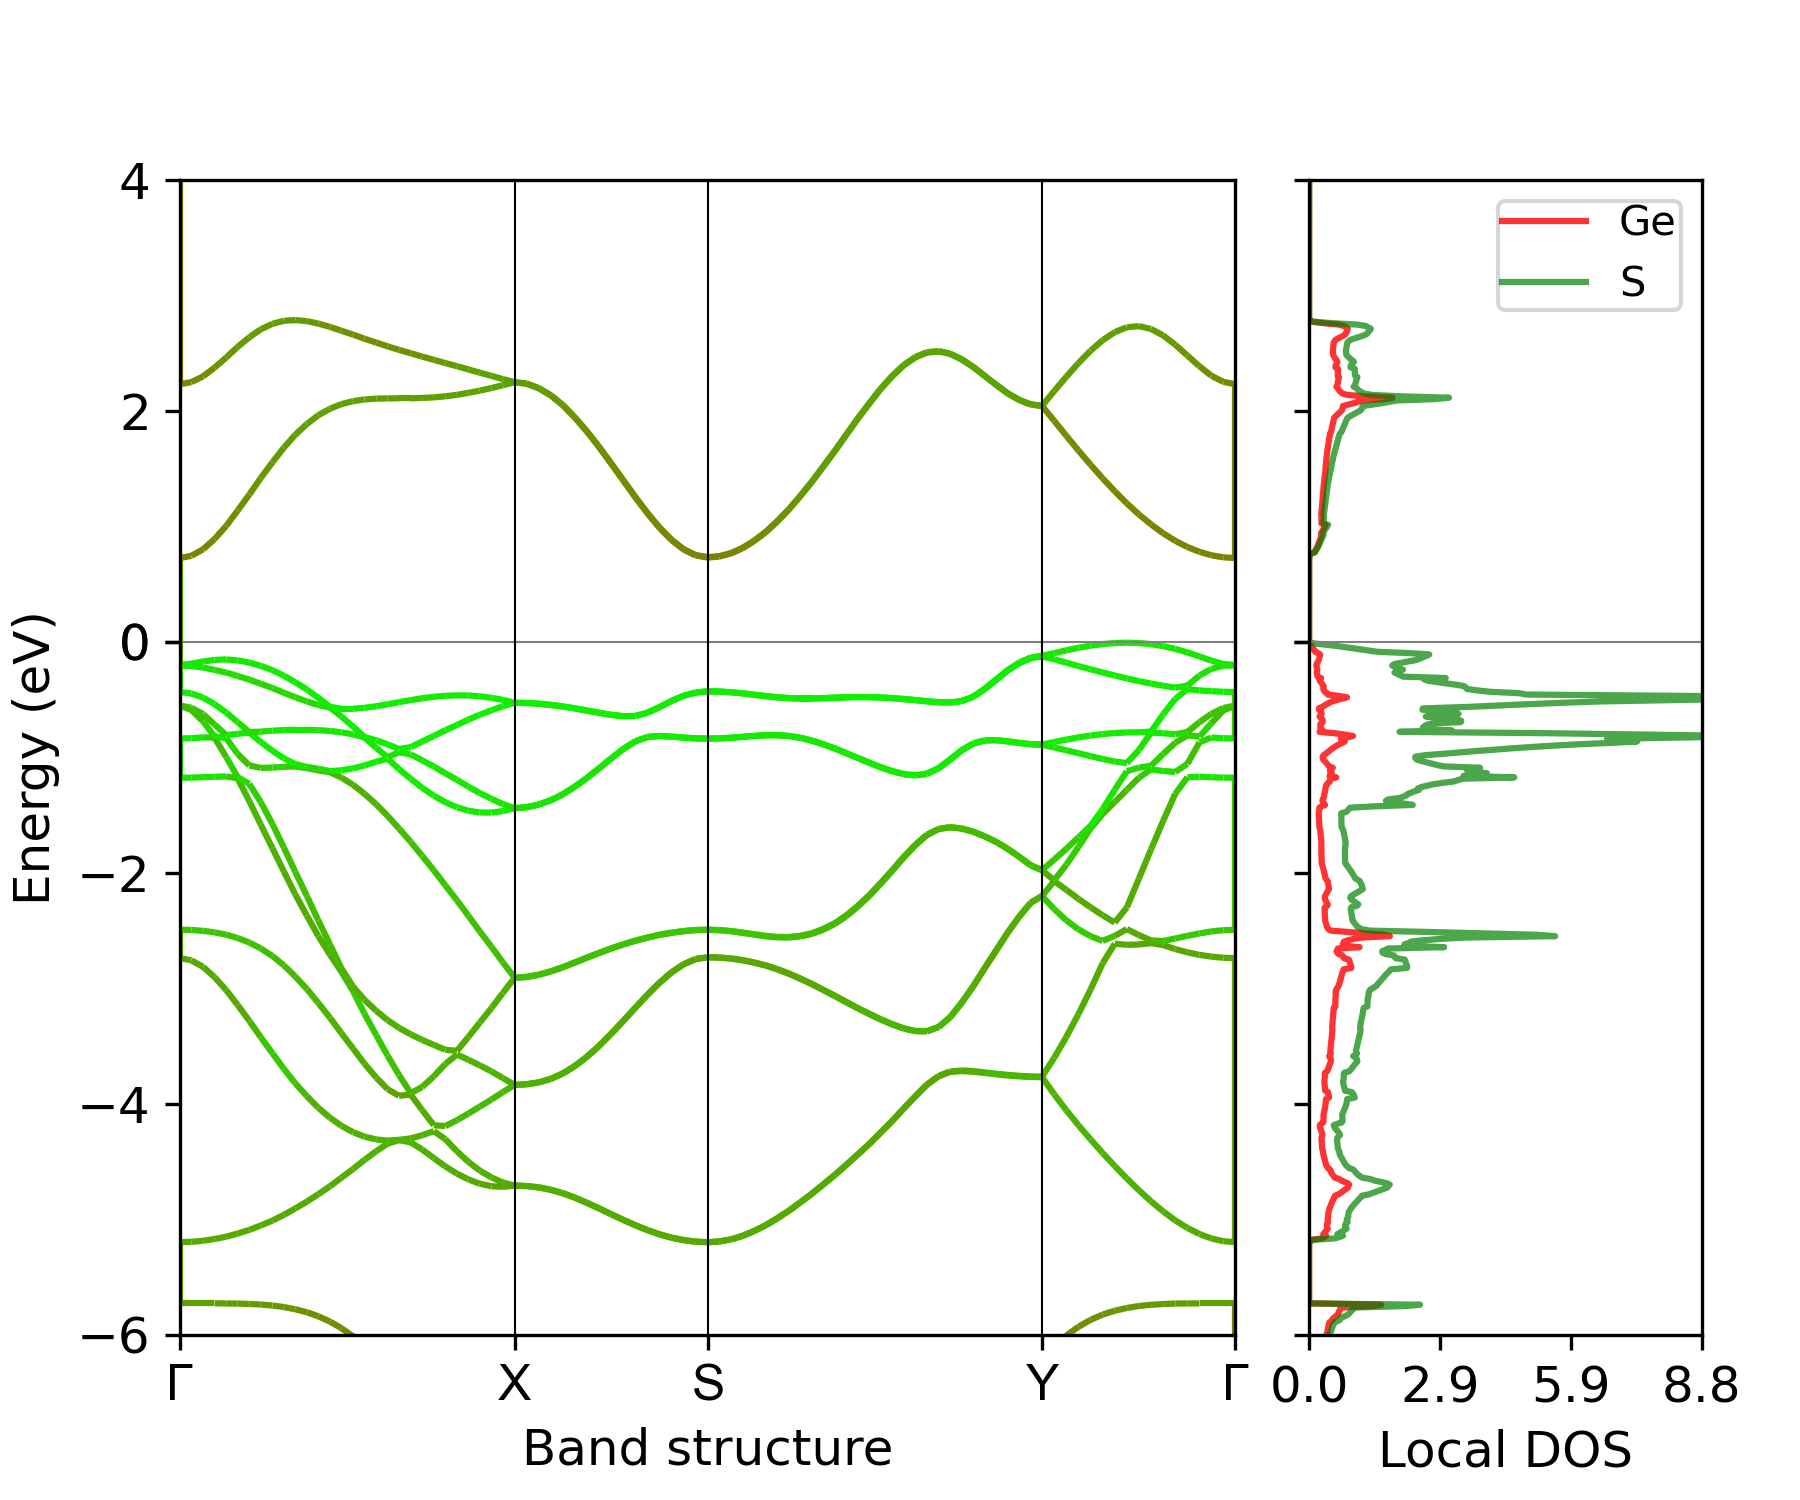 4
2
0
−2
−4
−6
Energy (eV)
Γ X S Y Γ
Band structure
Ge
S
0.0 2.9 5.9 8.8
Local DOS